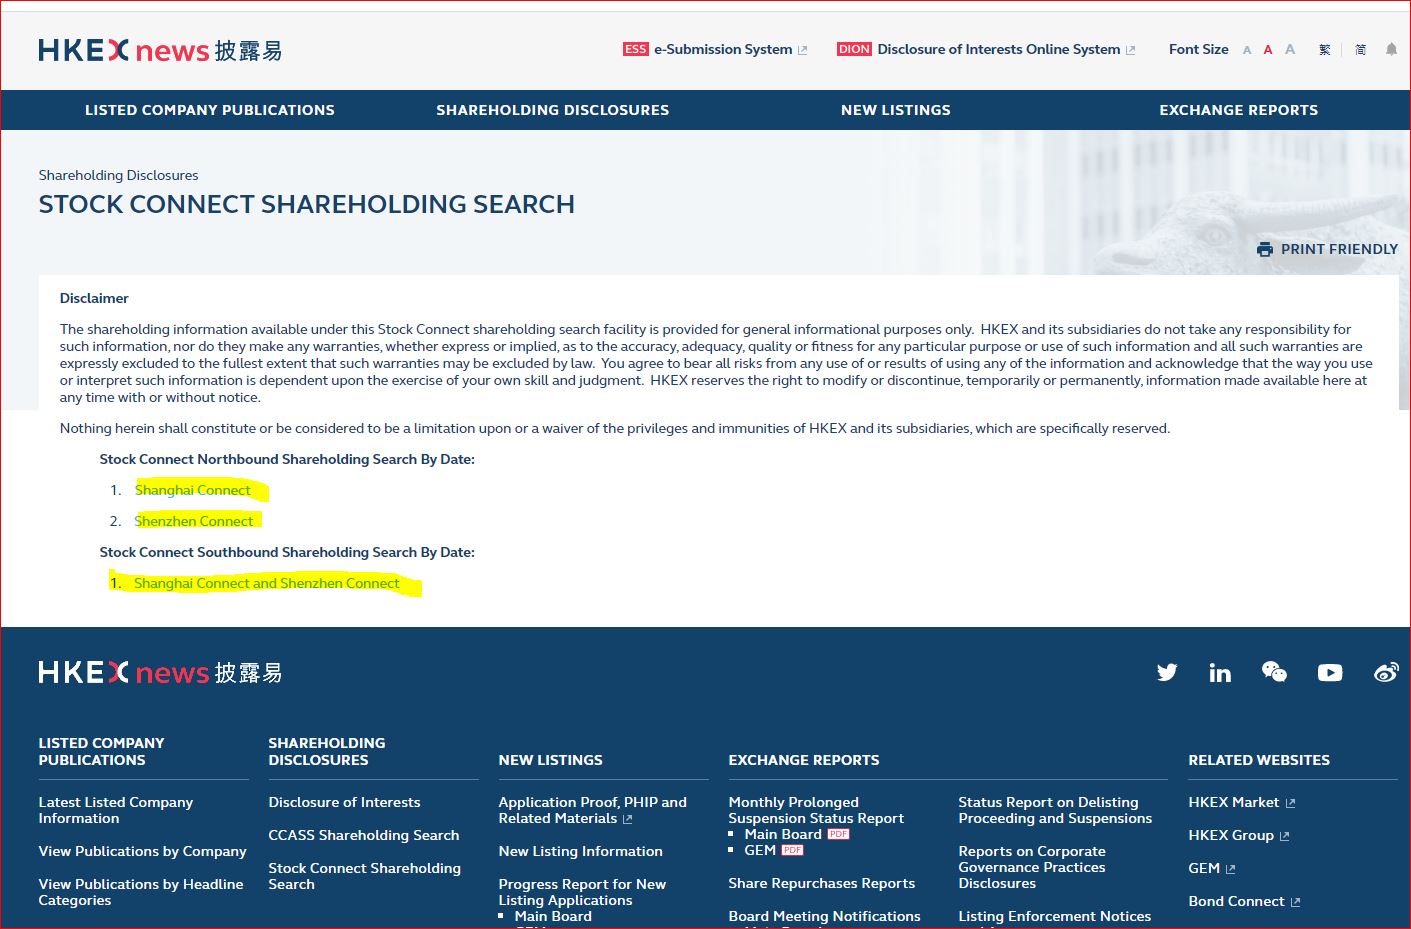 HKEX news 披露易
ESS e-Submission System
DION Disclosure of Interests Online System
Font Size A A A 繁 简
LISTED COMPANY PUBLICATIONS SHAREHOLDING DISCLOSURES NEW LISTINGS EXCHANGE REPORTS
Shareholding Disclosures
STOCK CONNECT SHAREHOLDING SEARCH
PRINT FRIENDLY
Disclaimer
The shareholding information available under this Stock Connect shareholding search facility is provided for general informational purposes only. HKEX and its subsidiaries do not take any responsibility for
such information, nor do they make any warranties, whether express or implied, as to the accuracy, adequacy, quality or fitness for any particular purpose or use of such information and all such warranties are
expressly excluded to the fullest extent that such warranties may be excluded by law. You agree to bear all risks from any use of or results of using any of the information and acknowledge that the way you use
or interpret such information is dependent upon the exercise of your own skill and judgment. HKEX reserves the right to modify or discontinue, temporarily or permanently, information made available here at
any time with or without notice.
Nothing herein shall constitute or be considered to be a limitation upon or a waiver of the privileges and immunities of HKEX and its subsidiaries, which are specifically reserved.
Stock Connect Northbound Shareholding Search By Date:
1. Shanghai Connect
2. Shenzhen Connect
Stock Connect Southbound Shareholding Search By Date:
1. Shanghai Connect and Shenzhen Connect
HKEX news 披露易
LISTED COMPANY
PUBLICATIONS
Latest Listed Company
Information
View Publications by Company
View Publications by Headline
Categories
SHAREHOLDING
DISCLOSURES
Disclosure of Interests
CCASS Shareholding Search
Stock Connect Shareholding
Search
NEW LISTINGS
Application Proof, PHIP and
Related Materials
New Listing Information
Progress Report for New
Listing Applications
Main Board
EXCHANGE REPORTS
Monthly Prolonged
Suspension Status Report
Main Board PDF
GEM PDF
Share Repurchases Reports
Board Meeting Notifications
Status Report on Delisting
Proceeding and Suspensions
Reports on Corporate
Governance Practices
Disclosures
Listing Enforcement Notices
RELATED WEBSITES
HKEX Market
HKEX Group
GEM
Bond Connect